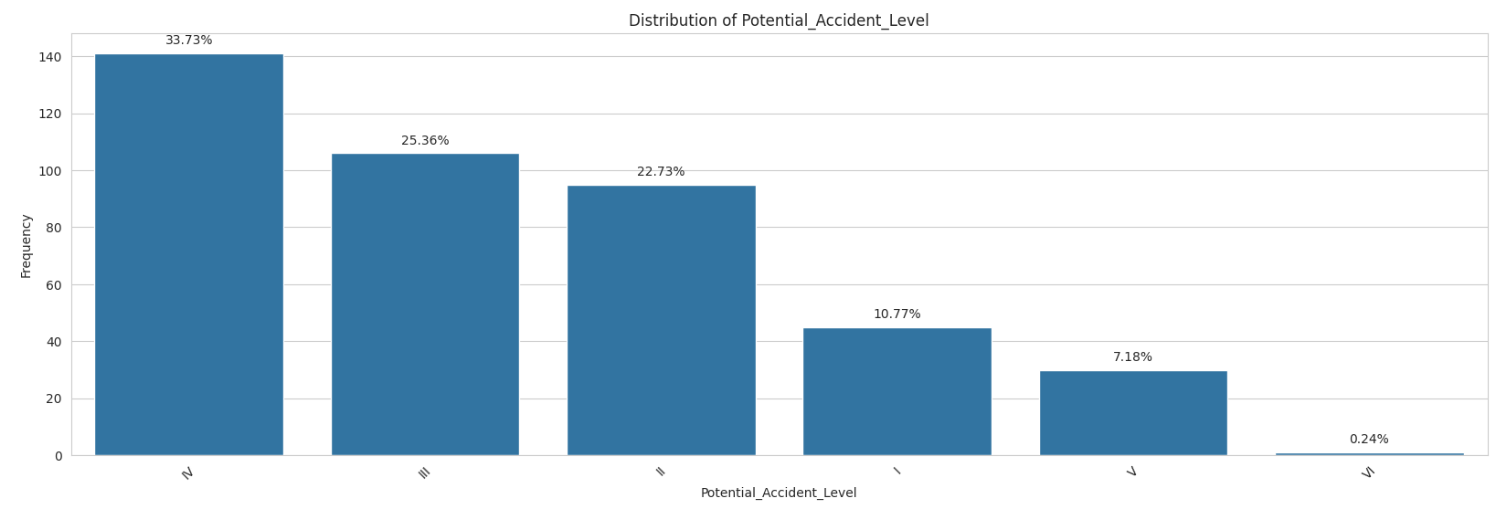 Distribution of Potential_Accident_Level
33.73%
25.36%
22.73%
10.77%
7.18%
0.24%
140
120
100
80
60
40
20
0
Frequency
IV
III
II
I
V
VI
Potential_Accident_Level